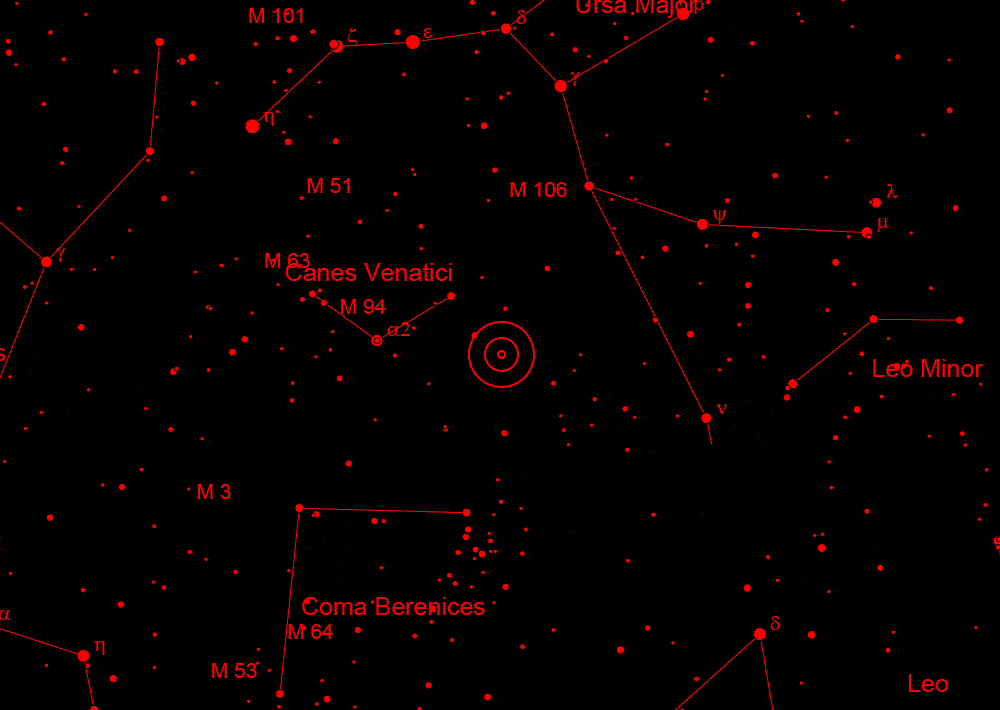 Ursa Major
β
M 101
δ
ζ
ε
γ
η
M 51
M 106
λ
ψ
μ
γ
M 63
Canes Venatici
M 94
α2
s
Leo Minor
ν
M 3
Coma Berenices
α
M 64
δ
η
M 53
Leo